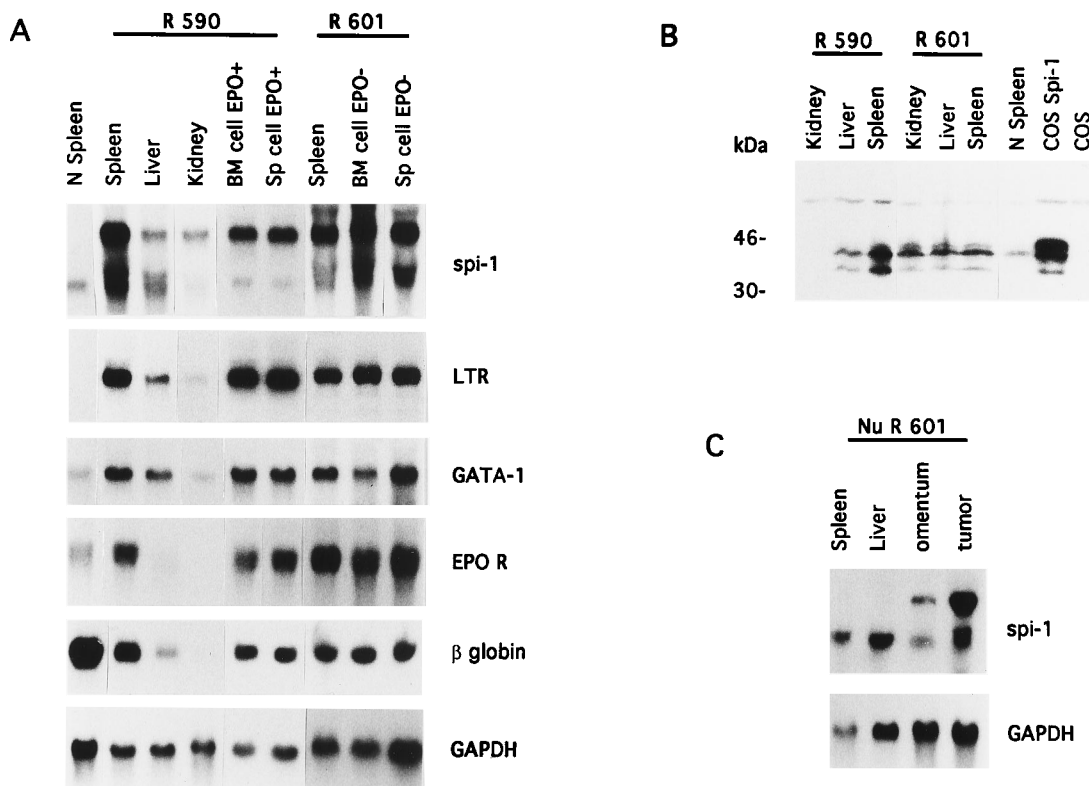 A
R 590
R 601
N Spleen
Spleen
Liver
Kidney
BM cell EPO+
Sp cell EPO+
Spleen
BM cell EPO-
Sp cell EPO-
spi-1
LTR
GATA-1
EPO R
β globin
GAPDH
B
R 590
R 601
Kidney
Liver
Spleen
Kidney
Liver
Spleen
N Spleen
COS Spi-1
COS
kDa
46-
30-
C
Nu R 601
Spleen
Liver
omentum
tumor
spi-1
GAPDH